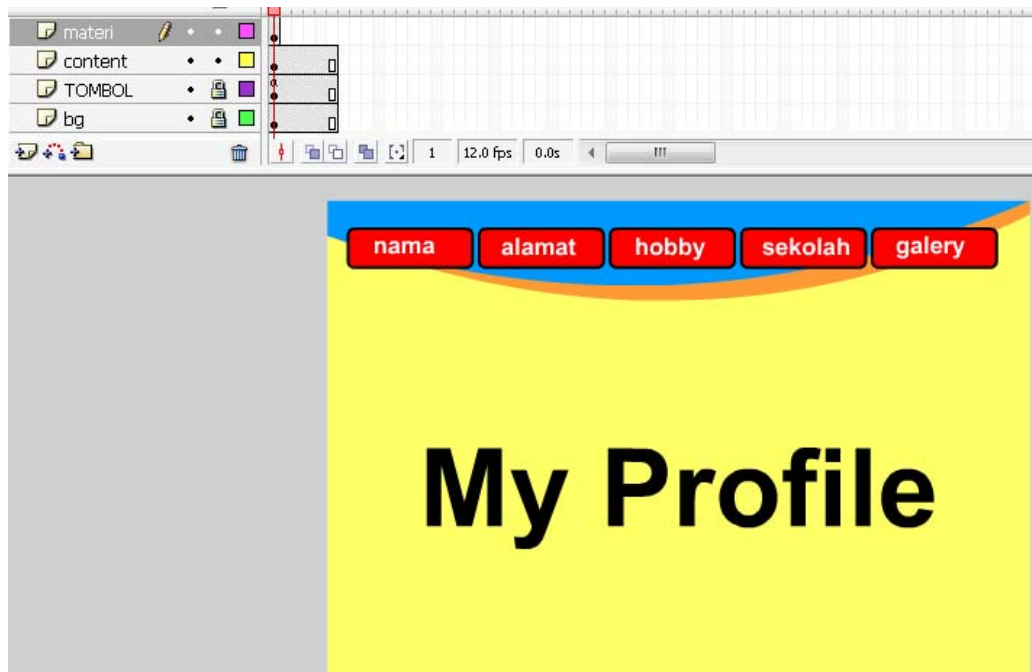 materi
content
TOMBOL
bg
1 12.0 fps 0.0s
nama alamat hobby sekolah galery
My Profile